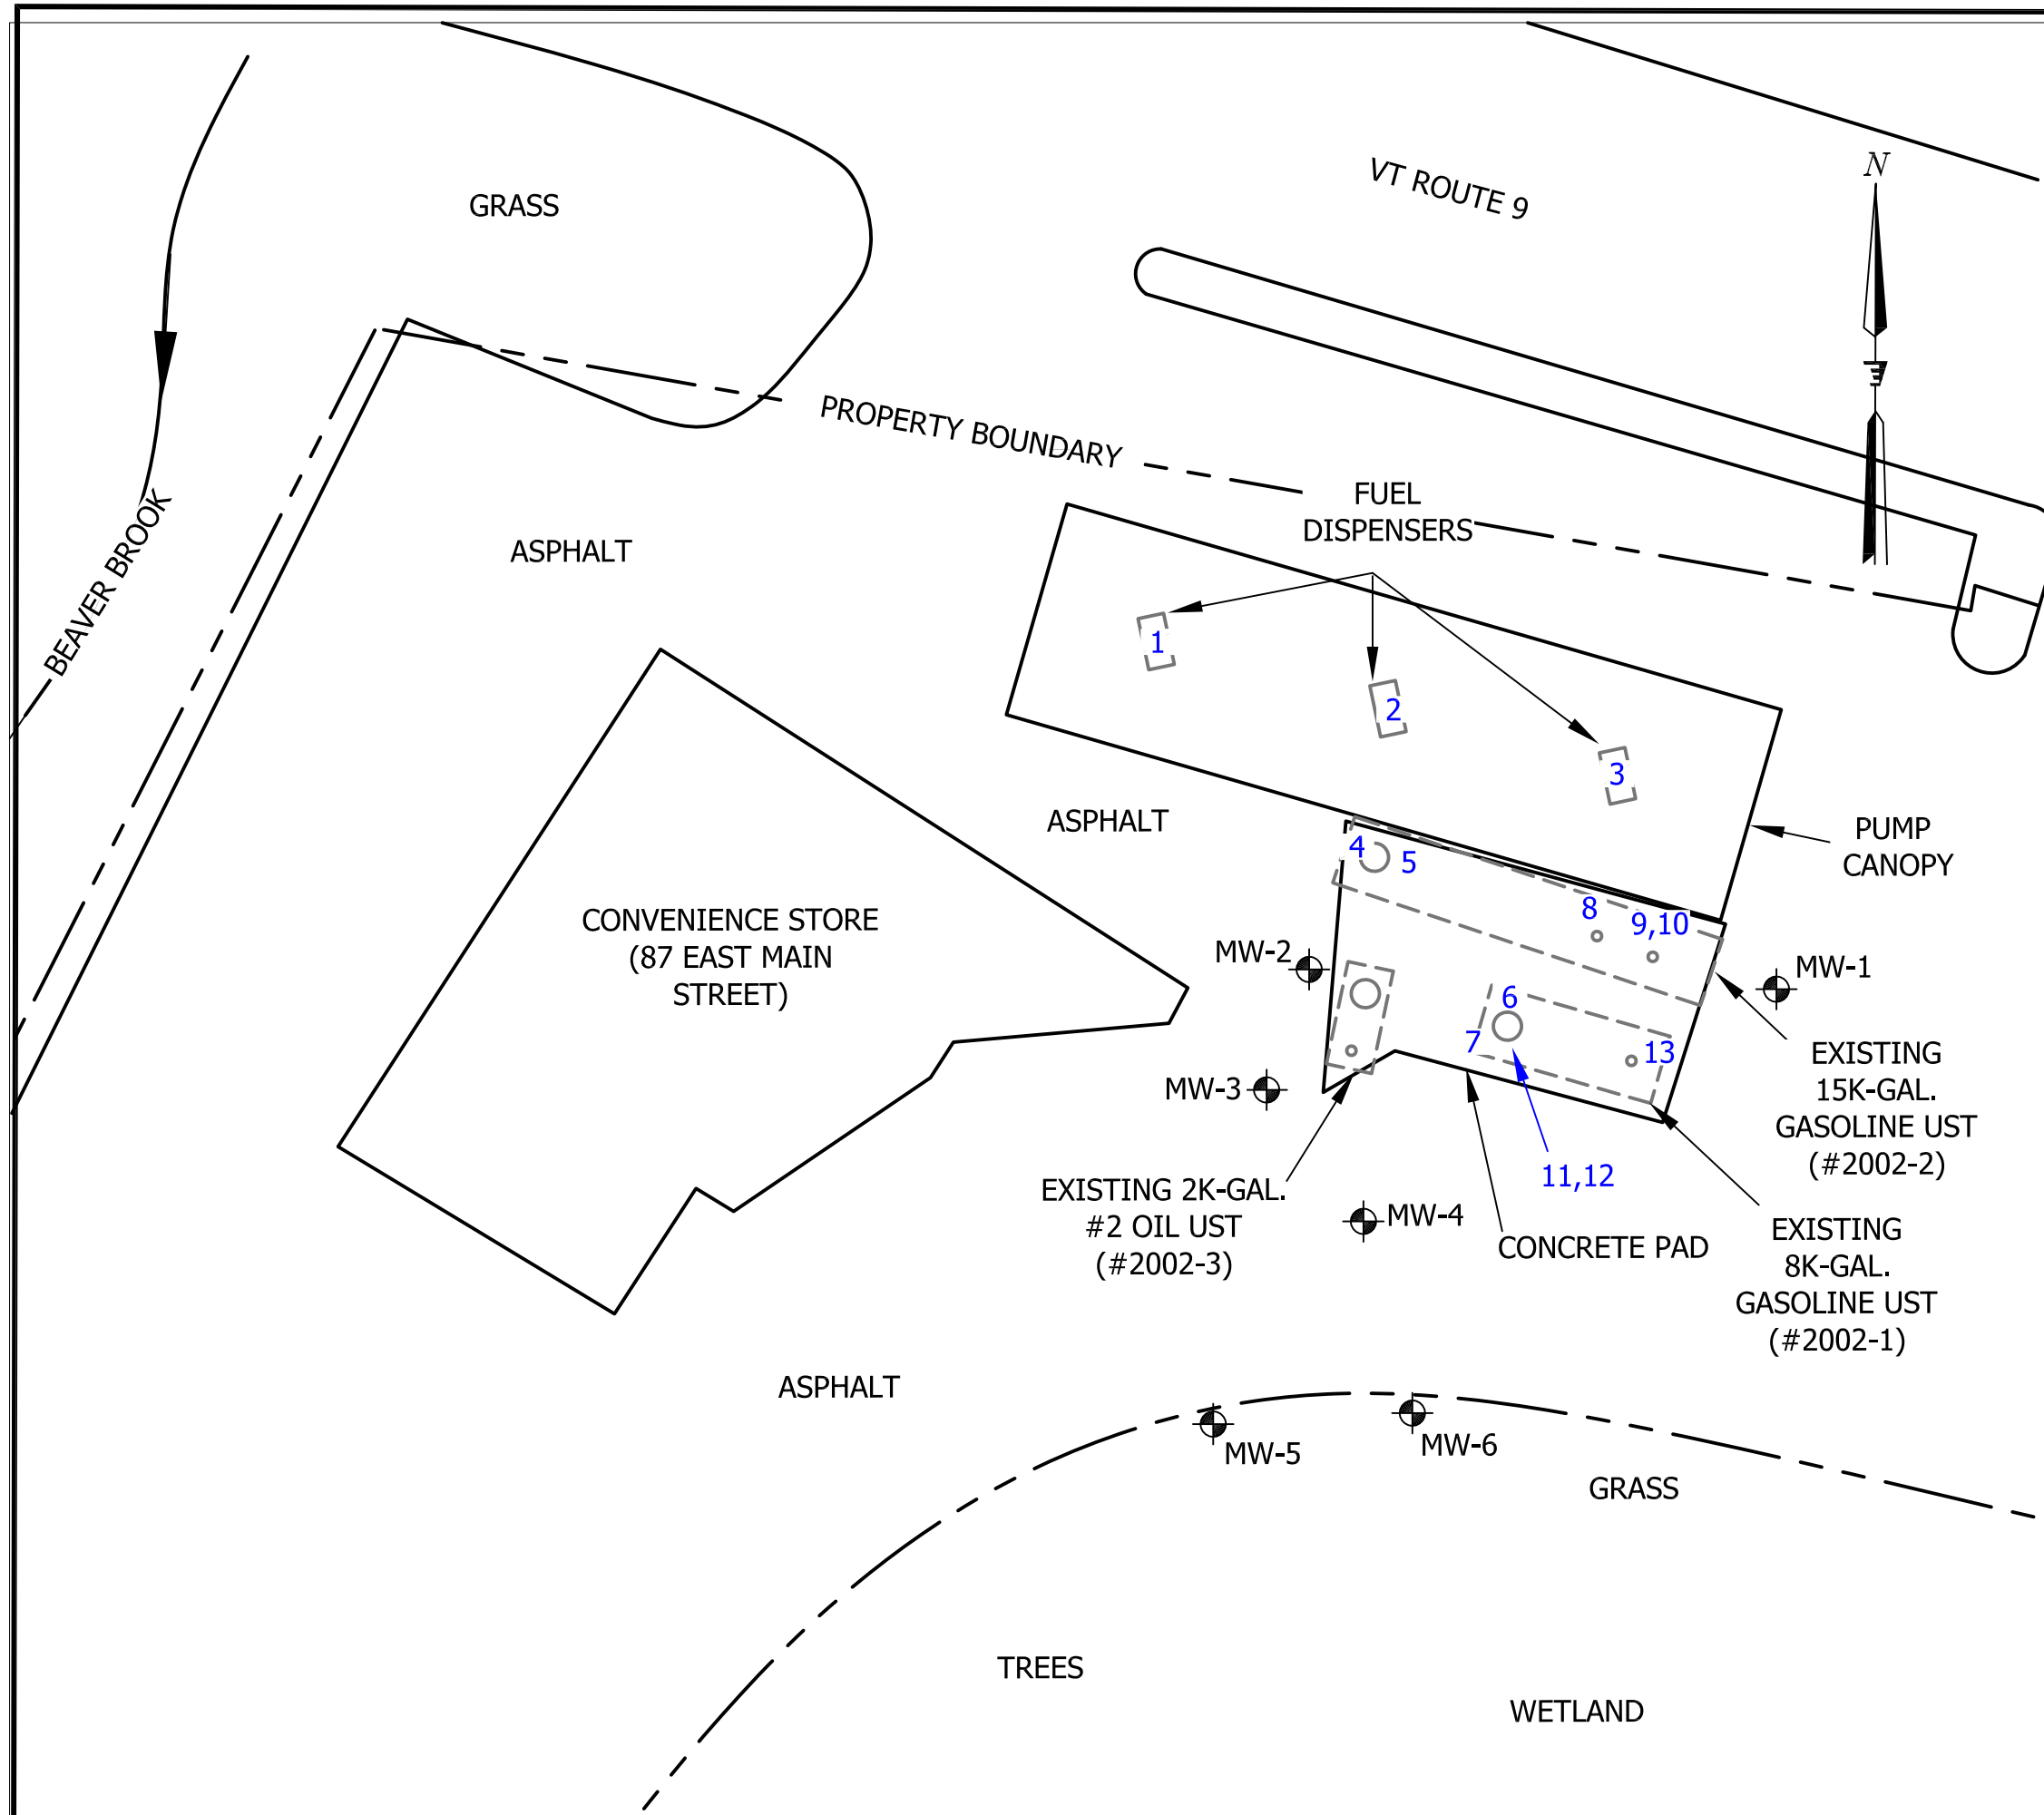 N
VT ROUTE 9
GRASS
PROPERTY BOUNDARY
FUEL
DISPENSERS
ASPHALT
BEAVER BROOK
1
2
3
ASPHALT
PUMP
CANOPY
4
5
8
9,10
CONVENIENCE STORE
(87 EAST MAIN
STREET)
MW-2
MW-1
6
7
13
MW-3
EXISTING
15K-GAL.
GASOLINE UST
(#2002-2)
11,12
EXISTING 2K-GAL.
#2 OIL UST
(#2002-3)
MW-4
CONCRETE PAD
EXISTING
8K-GAL.
GASOLINE UST
(#2002-1)
ASPHALT
MW-5
MW-6
GRASS
TREES
WETLAND